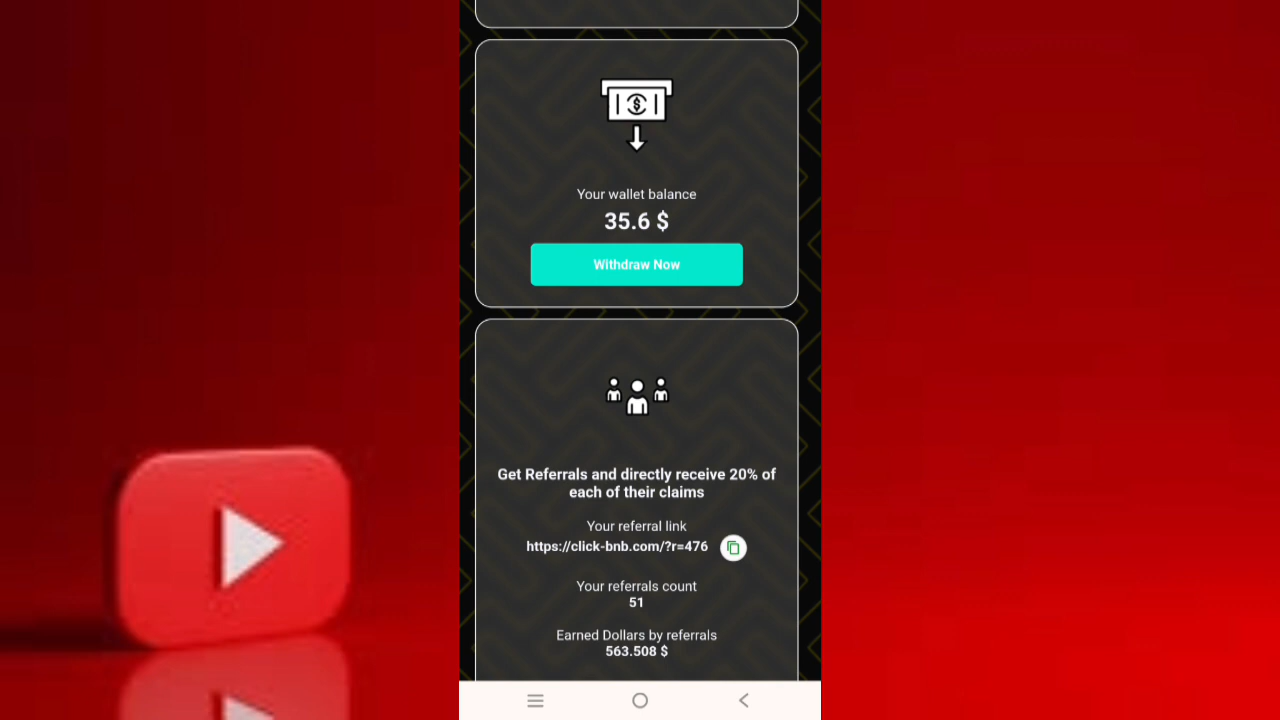 Your wallet balance
35.6 $
Withdraw Now
Get Referrals and directly receive 20% of
each of their claims
Your referral link
https://click-bnb.com/?r=476
Your referrals count
51
Earned Dollars by referrals
563.508 $